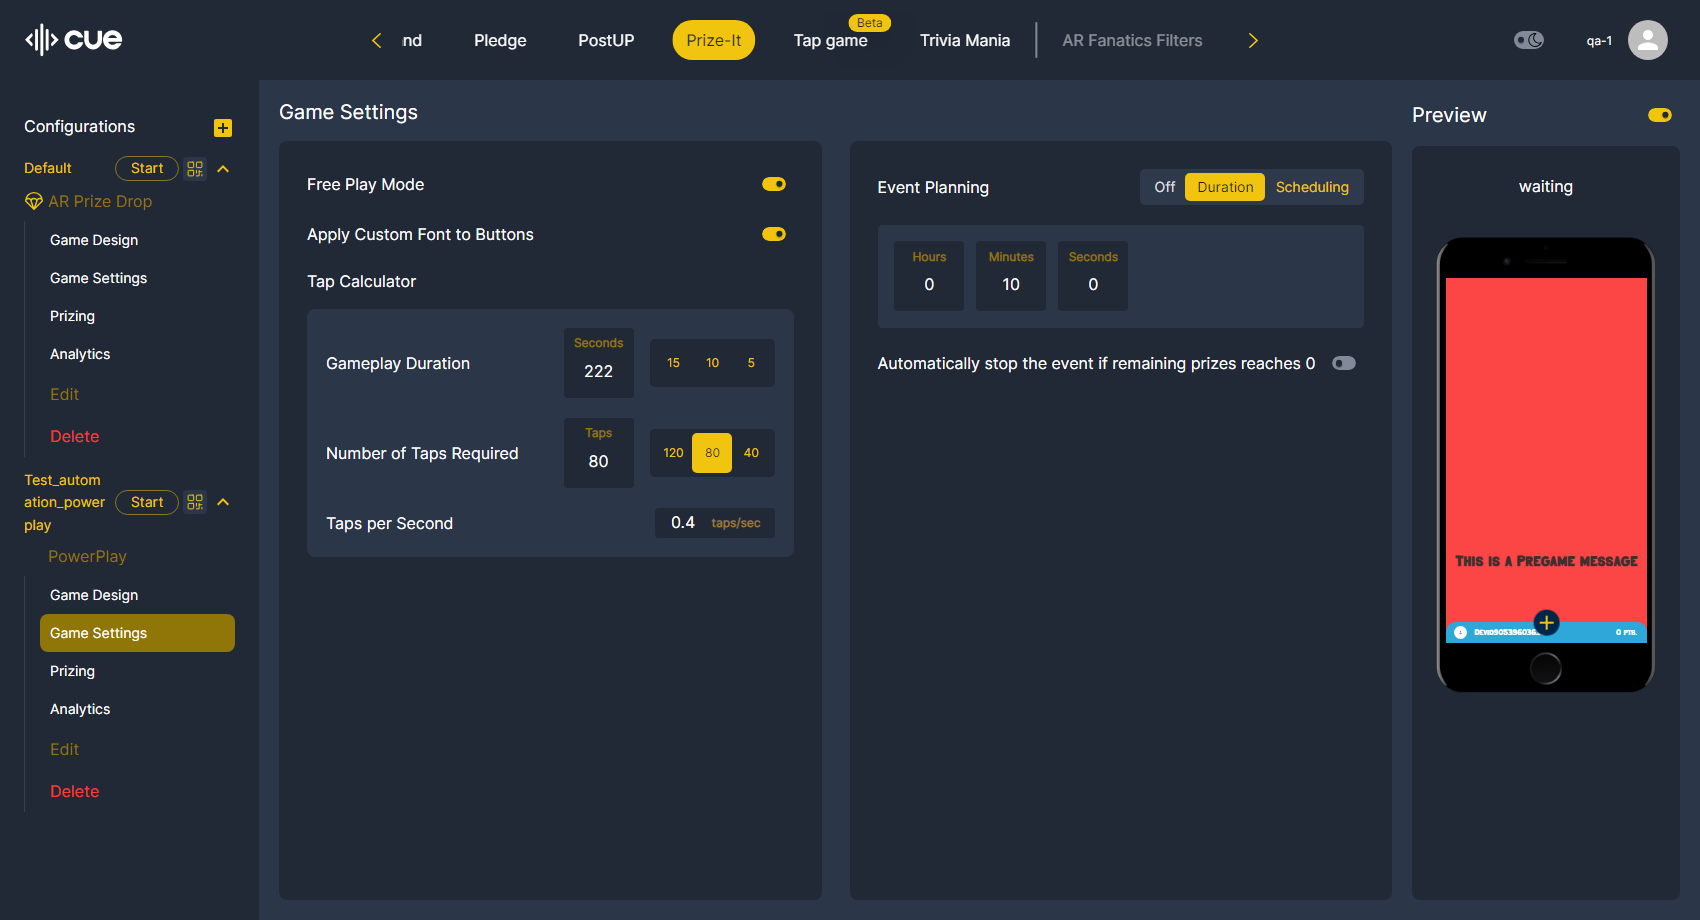 cue
nd
Pledge
PostUP
Prize-It
Beta
Tap game
Trivia Mania
AR Fanatics Filters
qa-1
Configurations
Default
Start
AR Prize Drop
Game Design
Game Settings
Prizing
Analytics
Edit
Delete
Test_autom
ation_power
play
Start
PowerPlay
Game Design
Game Settings
Prizing
Analytics
Edit
Delete
Game Settings
Free Play Mode
Apply Custom Font to Buttons
Tap Calculator
Gameplay Duration
Seconds
222
15 10 5
Number of Taps Required
Taps
80
120 80 40
Taps per Second
0.4 taps/sec
Event Planning
Off Duration Scheduling
Hours Minutes Seconds
0 10 0
Automatically stop the event if remaining prizes reaches 0
Preview
waiting
This is a Pregame message
0 pts.